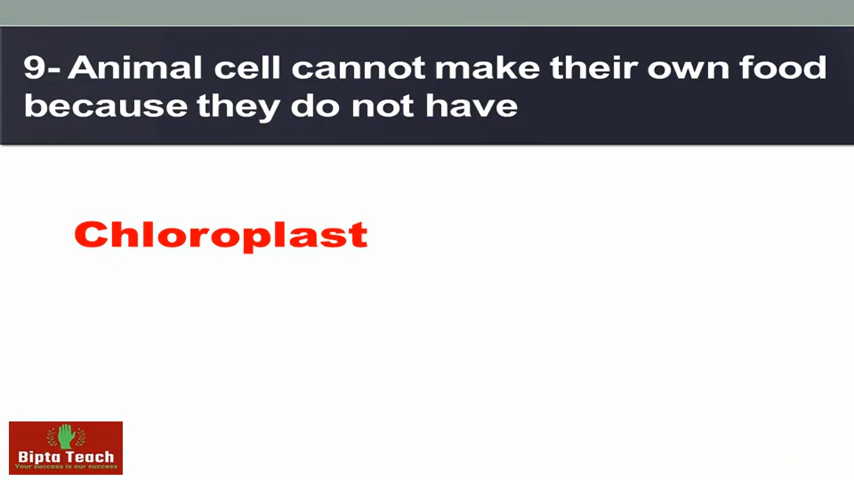 9- Animal cell cannot make their own food
because they do not have
Chloroplast
Bipta Teach
Your success is our success